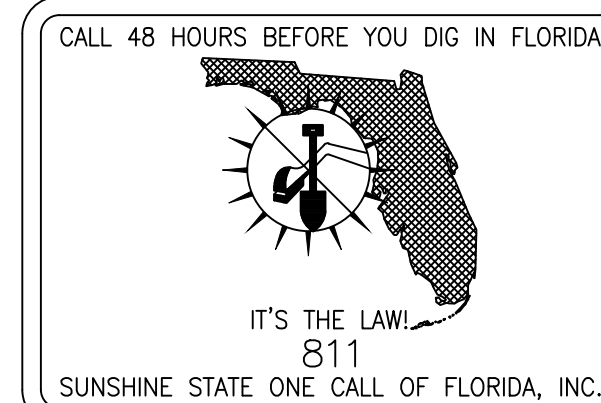 CALL 48 HOURS BEFORE YOU DIG IN FLORIDA
IT'S THE LAW!
811
SUNSHINE STATE ONE CALL OF FLORIDA, INC.